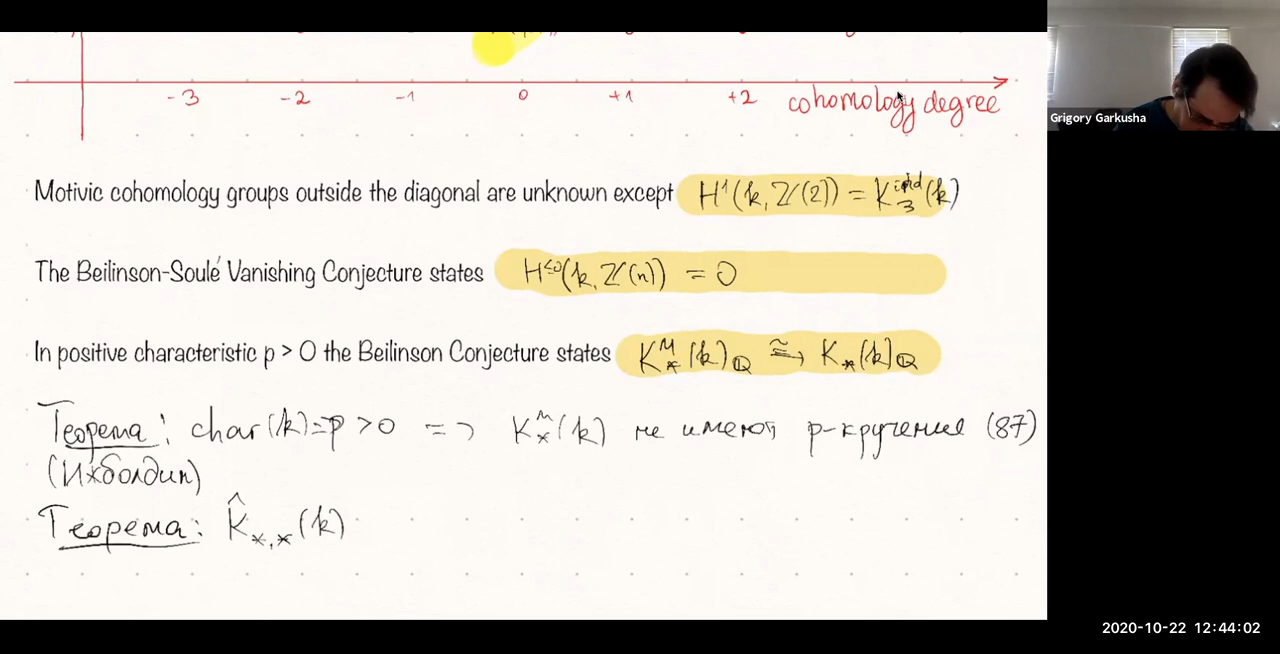 -3 -2 -1 0 +1 +2 cohomology degree
Grigory Garkusha
Motivic cohomology groups outside the diagonal are unknown except H¹(k, ℤ(2)) = K₃ⁱⁿᵈ(k)
The Beilinson-Soulé Vanishing Conjecture states H^{≤0}(k, ℤ(n)) = 0
In positive characteristic p > 0 the Beilinson Conjecture states K^M_*(k)_ℚ ≅→ K_*(k)_ℚ
Теорема: char(k)=p > 0 => K^M_*(k) не имеют p-кручения (87)
(Ижболдин)
Теорема: K̂_{*,*}(k)
2020-10-22 12:44:02